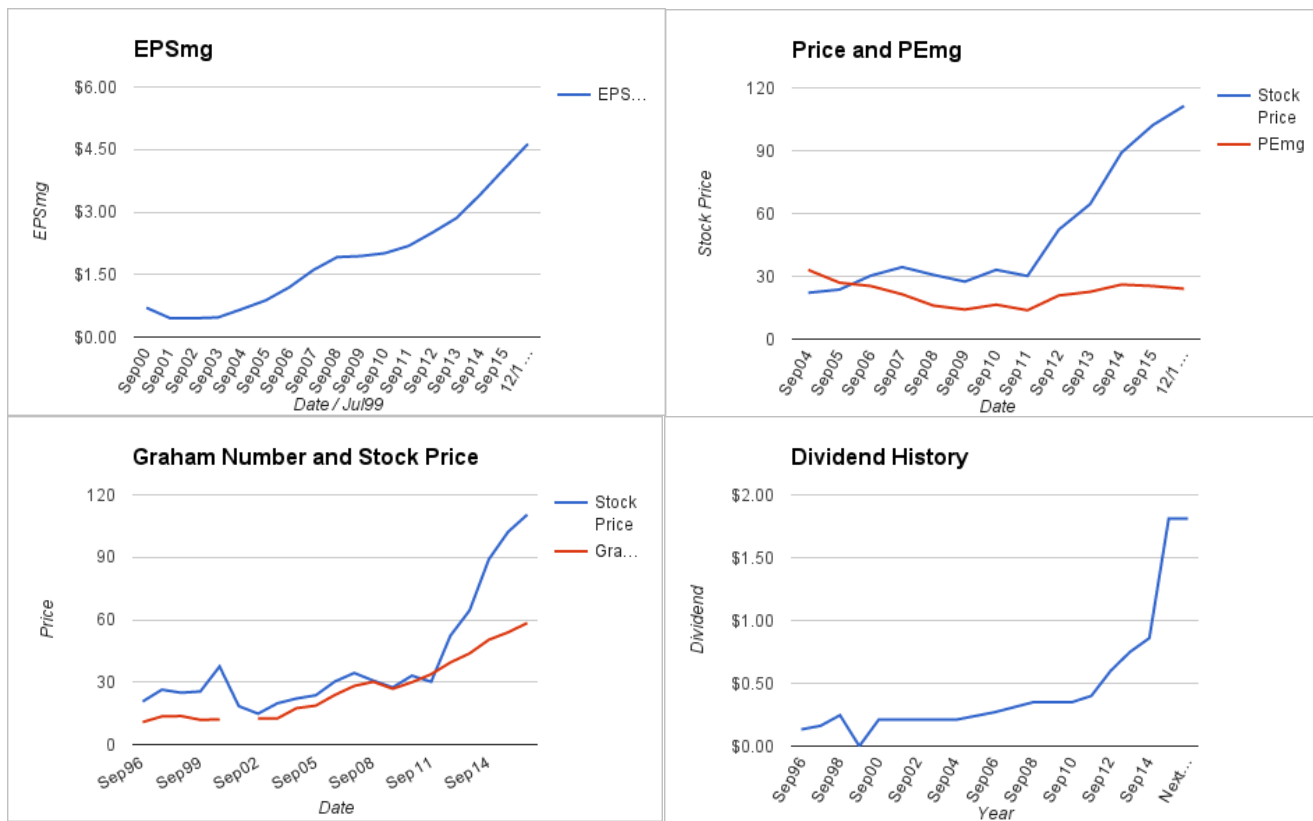 EPSmg
$6.00
$4.50
$3.00
$1.50
$0.00
EPSmg
EPS...
Sep00
Sep01
Sep02
Sep03
Sep04
Sep05
Sep06
Sep07
Sep08
Sep09
Sep10
Sep11
Sep12
Sep13
Sep14
Sep15
12/1 ...
Date / Jul99
Price and PEmg
120
90
60
30
0
Stock Price
Stock
Price
PEmg
Sep04
Sep05
Sep06
Sep07
Sep08
Sep09
Sep10
Sep11
Sep12
Sep13
Sep14
Sep15
12/1 ...
Date
Graham Number and Stock Price
120
90
60
30
0
Price
Stock
Price
Gra...
Sep96
Sep99
Sep02
Sep05
Sep08
Sep11
Sep14
Date
Dividend History
$2.00
$1.50
$1.00
$0.50
$0.00
Dividend
Sep96
Sep98
Sep00
Sep02
Sep04
Sep06
Sep08
Sep10
Sep12
Sep14
Next...
Year